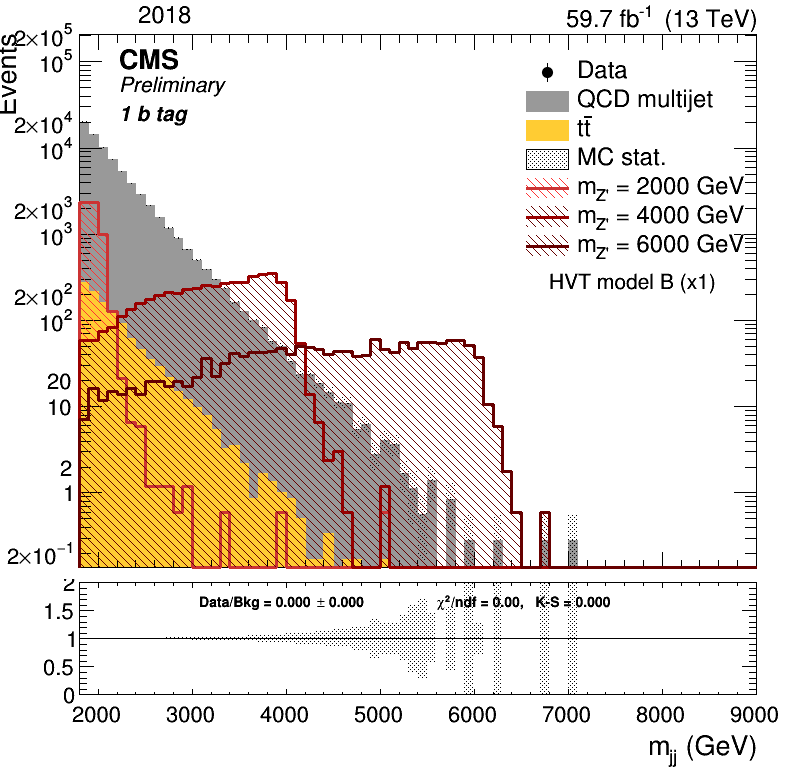 2018
59.7 fb⁻¹ (13 TeV)
Events
CMS
Preliminary
1 b tag
Data
QCD multijet
tt̄
MC stat.
m_Z' = 2000 GeV
m_Z' = 4000 GeV
m_Z' = 6000 GeV
HVT model B (x1)
2×10⁵
10⁵
2×10⁴
10⁴
2×10³
10³
2×10²
10²
20
10
2
1
2×10⁻¹
Data/Bkg = 0.000 ± 0.000
χ²/ndf = 0.00, K-S = 0.000
2
1.5
1
0.5
0
2000 3000 4000 5000 6000 7000 8000 9000
m_jj (GeV)